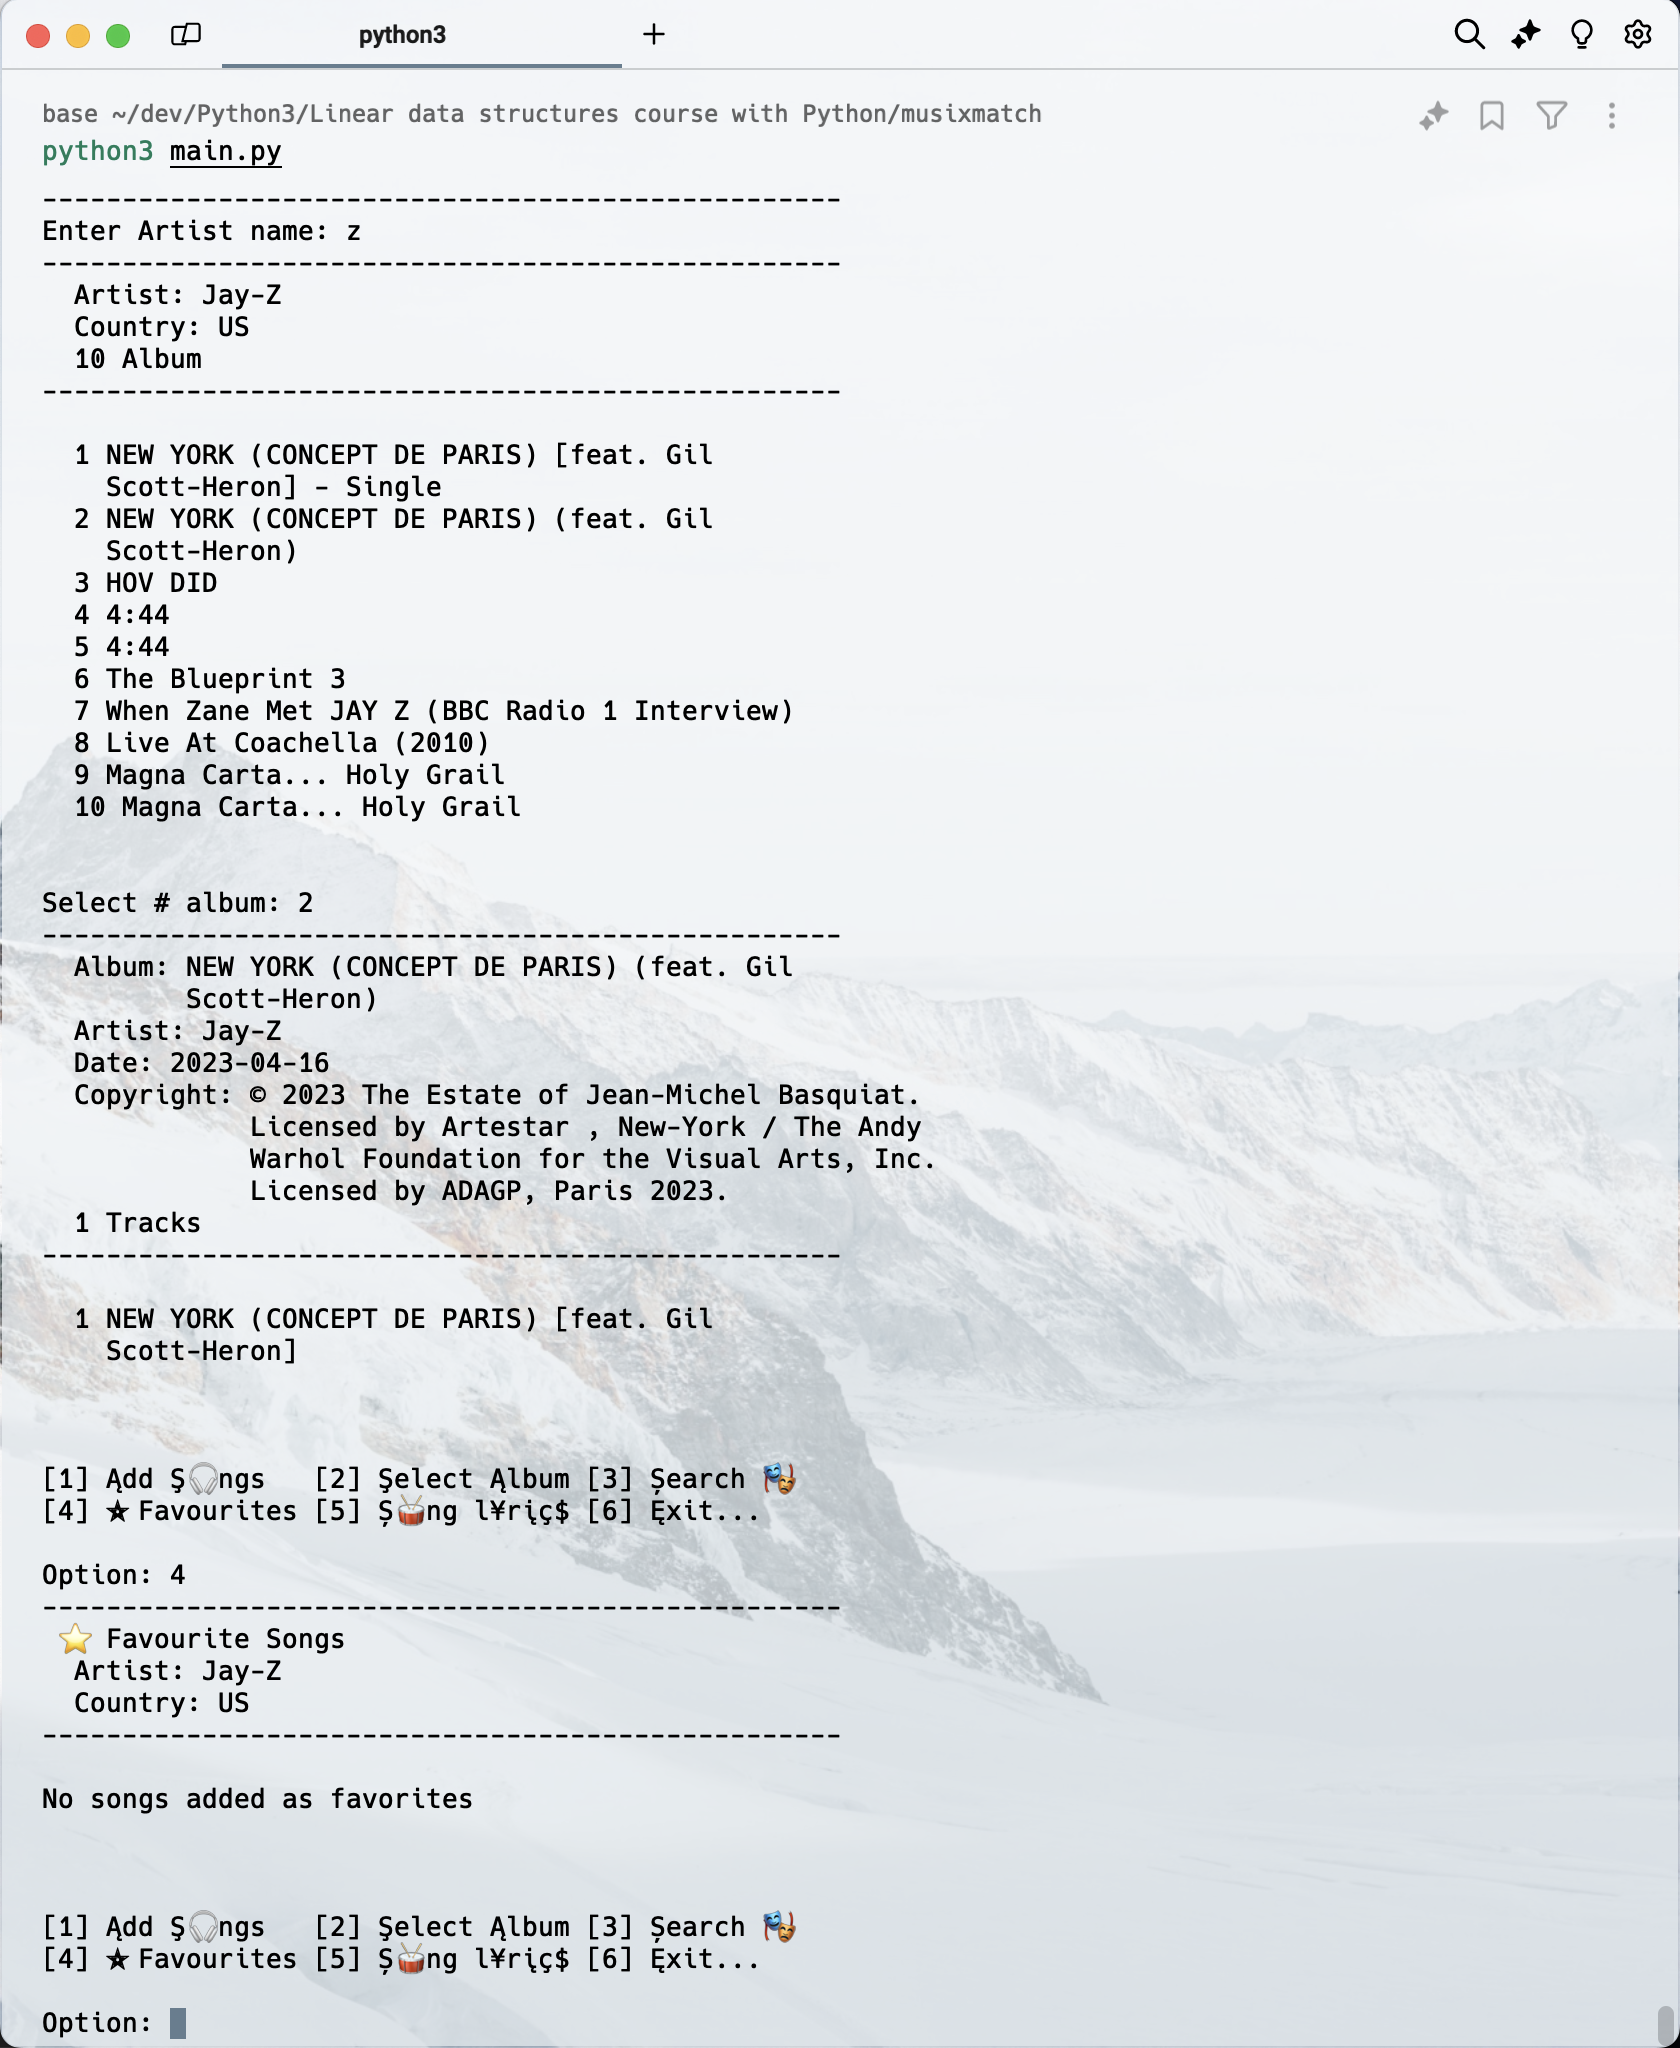 python3
base ~/dev/Python3/Linear data structures course with Python/musixmatch
python3 main.py
--------------------------------------------------
Enter Artist name: z
--------------------------------------------------
Artist: Jay-Z
Country: US
10 Album
--------------------------------------------------
1 NEW YORK (CONCEPT DE PARIS) [feat. Gil
Scott-Heron] - Single
2 NEW YORK (CONCEPT DE PARIS) (feat. Gil
Scott-Heron)
3 HOV DID
4 4:44
5 4:44
6 The Blueprint 3
7 When Zane Met JAY Z (BBC Radio 1 Interview)
8 Live At Coachella (2010)
9 Magna Carta... Holy Grail
10 Magna Carta... Holy Grail
Select # album: 2
--------------------------------------------------
Album: NEW YORK (CONCEPT DE PARIS) (feat. Gil
Scott-Heron)
Artist: Jay-Z
Date: 2023-04-16
Copyright: © 2023 The Estate of Jean-Michel Basquiat.
Licensed by Artestar , New-York / The Andy
Warhol Foundation for the Visual Arts, Inc.
Licensed by ADAGP, Paris 2023.
1 Tracks
--------------------------------------------------
1 NEW YORK (CONCEPT DE PARIS) [feat. Gil
Scott-Heron]
[1] Ądd Ş🎧ngs [2] Şelect Ąlbum [3] Șearch 🎭
[4] ★ Favourites [5] Ș🥁ng l¥rįç$ [6] Ęxit...
Option: 4
--------------------------------------------------
⭐ Favourite Songs
Artist: Jay-Z
Country: US
--------------------------------------------------
No songs added as favorites
[1] Ądd Ş🎧ngs [2] Şelect Ąlbum [3] Șearch 🎭
[4] ★ Favourites [5] Ș🥁ng l¥rįç$ [6] Ęxit...
Option: